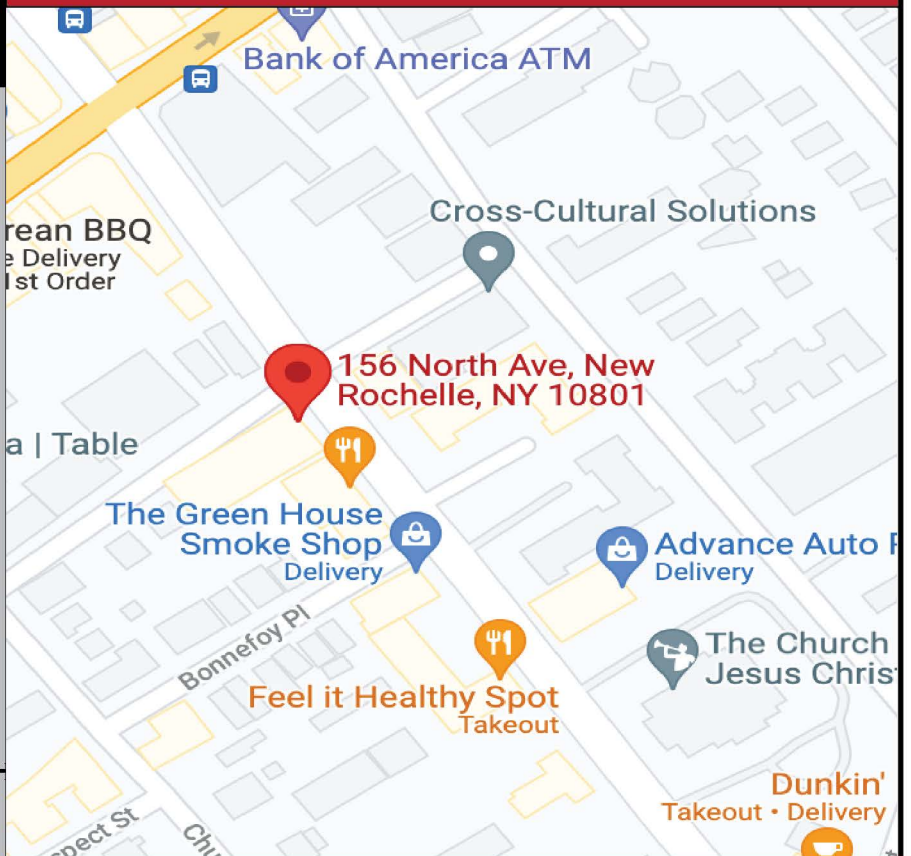 Bank of America ATM
Cross-Cultural Solutions
rean BBQ
e Delivery
1st Order
156 North Ave, New
Rochelle, NY 10801
a | Table
The Green House
Smoke Shop
Delivery
Advance Auto
Delivery
Bonnefoy Pl
The Church
Jesus Chris
Feel it Healthy Spot
Takeout
Dunkin'
Takeout • Delivery
pect St
Chu